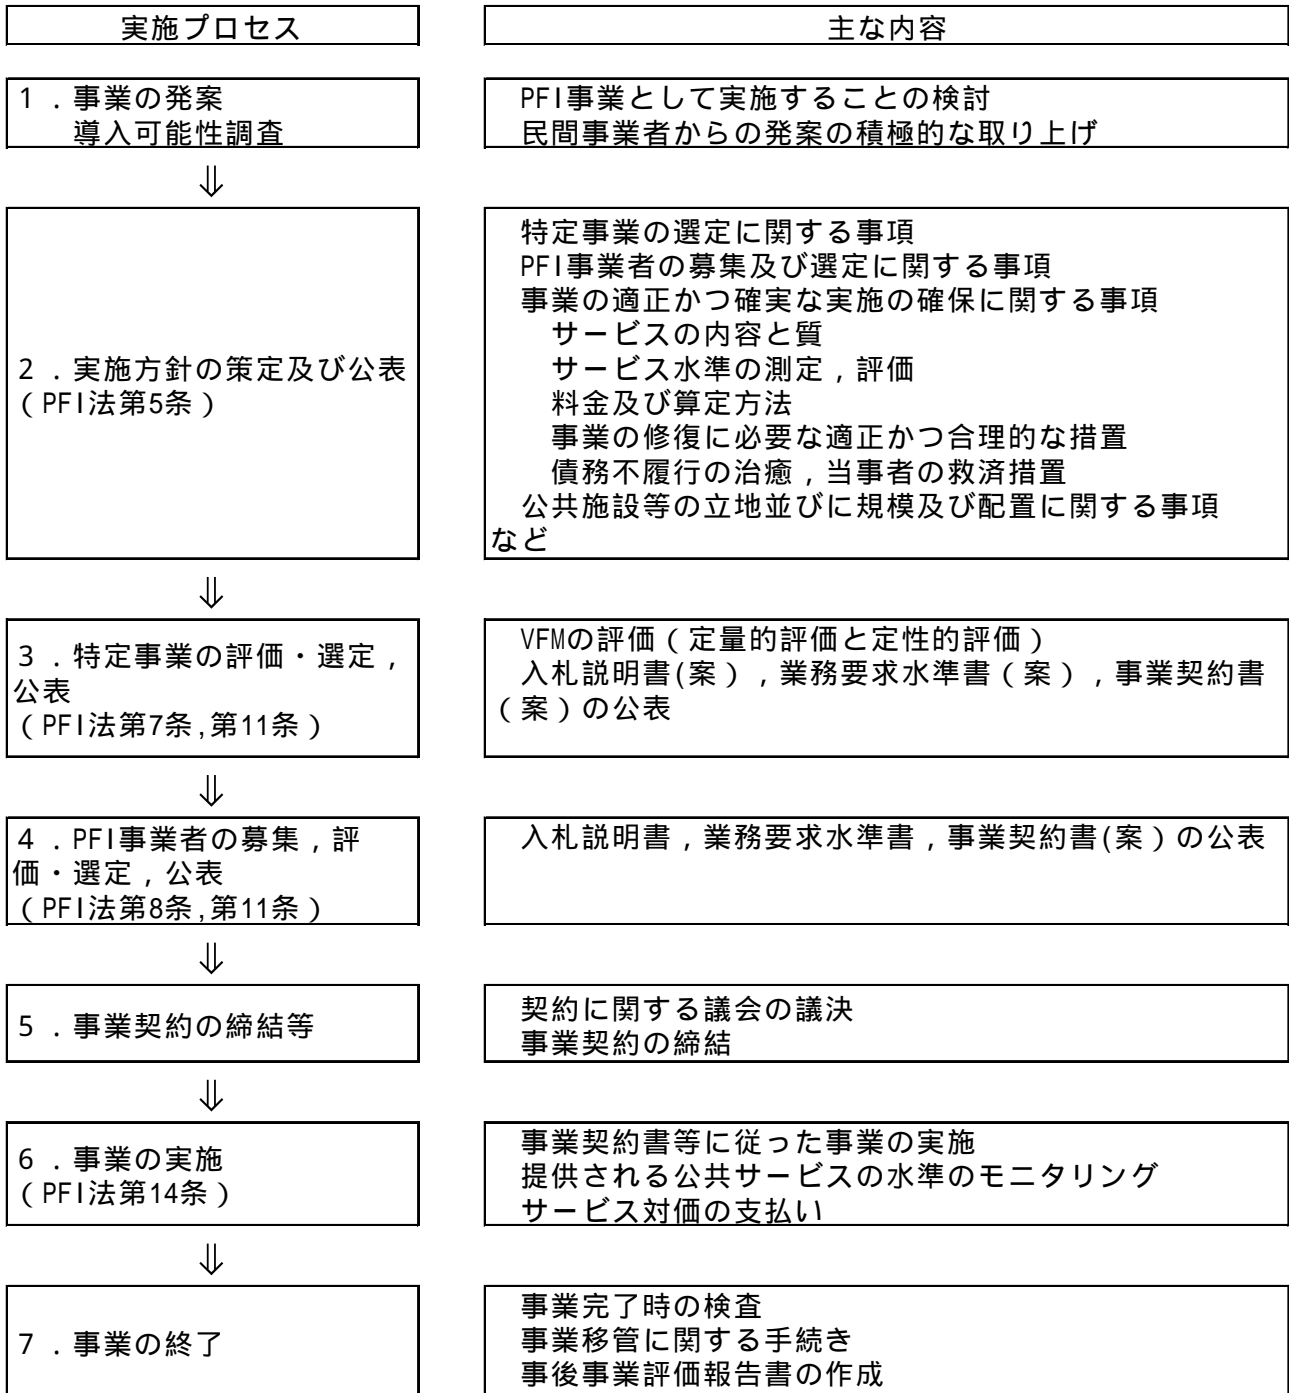 実施プロセス
主な内容
1．事業の発案
導入可能性調査
PFI事業として実施することの検討
民間事業者からの発案の積極的な取り上げ
⇓
2．実施方針の策定及び公表
（PFI法第5条）
特定事業の選定に関する事項
PFI事業者の募集及び選定に関する事項
事業の適正かつ確実な実施の確保に関する事項
サービスの内容と質
サービス水準の測定，評価
料金及び算定方法
事業の修復に必要な適正かつ合理的な措置
債務不履行の治癒，当事者の救済措置
公共施設等の立地並びに規模及び配置に関する事項
など
⇓
3．特定事業の評価・選定，
公表
（PFI法第7条,第11条）
VFMの評価（定量的評価と定性的評価）
入札説明書(案），業務要求水準書（案），事業契約書
（案）の公表
⇓
4．PFI事業者の募集，評
価・選定，公表
（PFI法第8条,第11条）
入札説明書，業務要求水準書，事業契約書(案）の公表
⇓
5．事業契約の締結等
契約に関する議会の議決
事業契約の締結
⇓
6．事業の実施
（PFI法第14条）
事業契約書等に従った事業の実施
提供される公共サービスの水準のモニタリング
サービス対価の支払い
⇓
7．事業の終了
事業完了時の検査
事業移管に関する手続き
事後事業評価報告書の作成